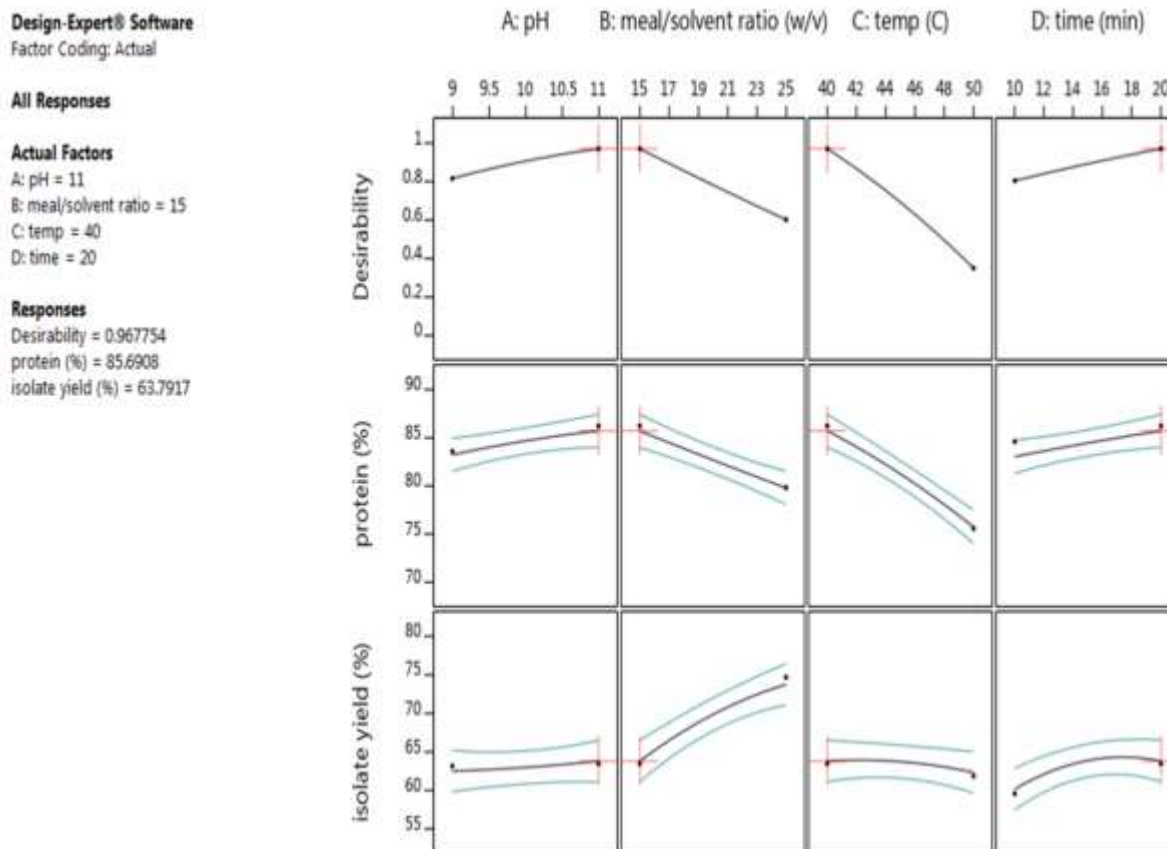 Design-Expert® Software
Factor Coding: Actual
All Responses
Actual Factors
A: pH = 11
B: meal/solvent ratio = 15
C: temp = 40
D: time = 20
Responses
Desirability = 0.967754
protein (%) = 85.6908
isolate yield (%) = 63.7917
A: pH B: meal/solvent ratio (w/v) C: temp (C) D: time (min)
9 9.5 10 10.5 11 15 17 19 21 23 25 40 42 44 46 48 50 10 12 14 16 18 20
Desirability
1
0.8
0.6
0.4
0.2
0
protein (%)
90
85
80
75
70
isolate yield (%)
80
75
70
65
60
55